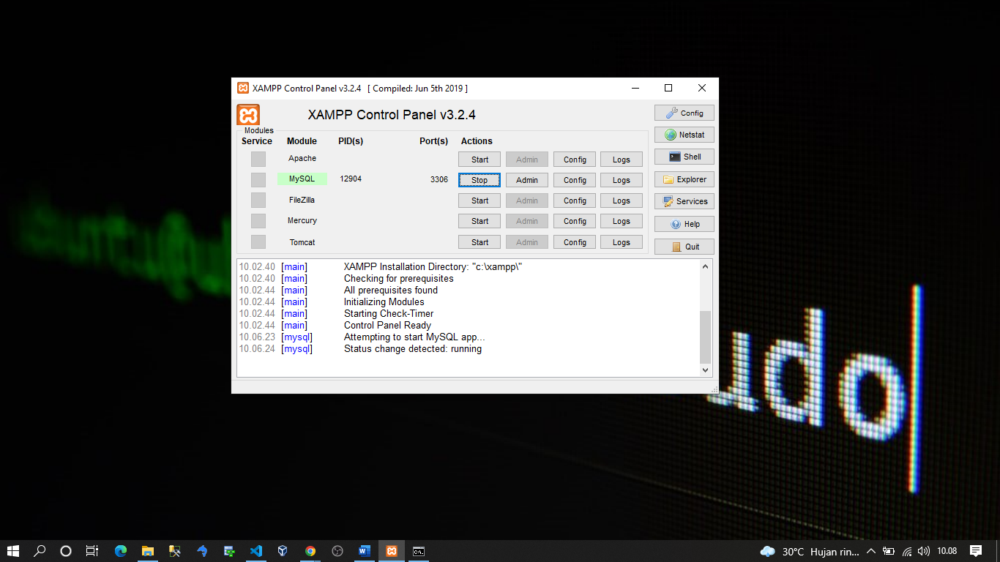 XAMPP Control Panel v3.2.4 [ Compiled: Jun 5th 2019 ]
XAMPP Control Panel v3.2.4
Config
Netstat
Shell
Explorer
Services
Help
Quit
Modules
Service Module PID(s) Port(s) Actions
Apache Start Admin Config Logs
MySQL 12904 3306 Stop Admin Config Logs
FileZilla Start Admin Config Logs
Mercury Start Admin Config Logs
Tomcat Start Admin Config Logs
10.02.40 [main] XAMPP Installation Directory: "c:\xampp\"
10.02.40 [main] Checking for prerequisites
10.02.44 [main] All prerequisites found
10.02.44 [main] Initializing Modules
10.02.44 [main] Starting Check-Timer
10.02.44 [main] Control Panel Ready
10.06.23 [mysql] Attempting to start MySQL app...
10.06.24 [mysql] Status change detected: running
udo
30°C Hujan rin... 10.08